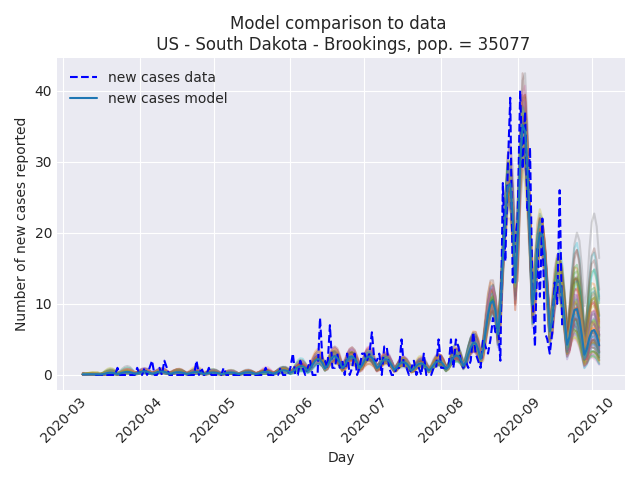 Model comparison to data
US - South Dakota - Brookings, pop. = 35077
new cases data
new cases model
Number of new cases reported
40
30
20
10
0
2020-03
2020-04
2020-05
2020-06
2020-07
2020-08
2020-09
2020-10
Day